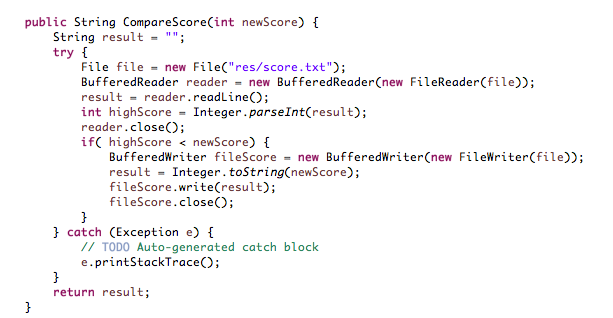 public String CompareScore(int newScore) {
    String result = "";
    try {
        File file = new File("res/score.txt");
        BufferedReader reader = new BufferedReader(new FileReader(file));
        result = reader.readLine();
        int highScore = Integer.parseInt(result);
        reader.close();
        if( highScore < newScore) {
            BufferedWriter fileScore = new BufferedWriter(new FileWriter(file));
            result = Integer.toString(newScore);
            fileScore.write(result);
            fileScore.close();
        }
    } catch (Exception e) {
        // TODO Auto-generated catch block
        e.printStackTrace();
    }
    return result;
}